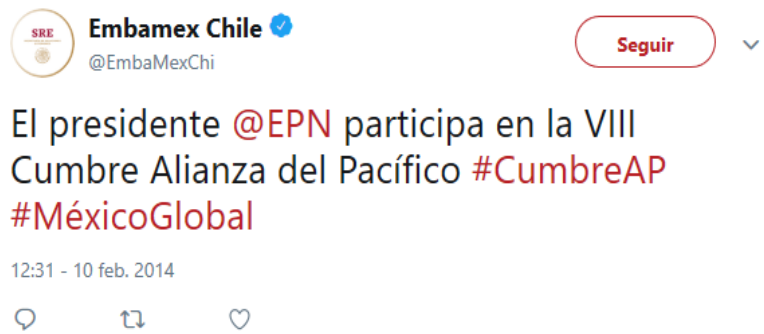 SRE
Embamex Chile
@EmbaMexChi
Seguir
El presidente @EPN participa en la VIII
Cumbre Alianza del Pacífico #CumbreAP
#MéxicoGlobal
12:31 - 10 feb. 2014